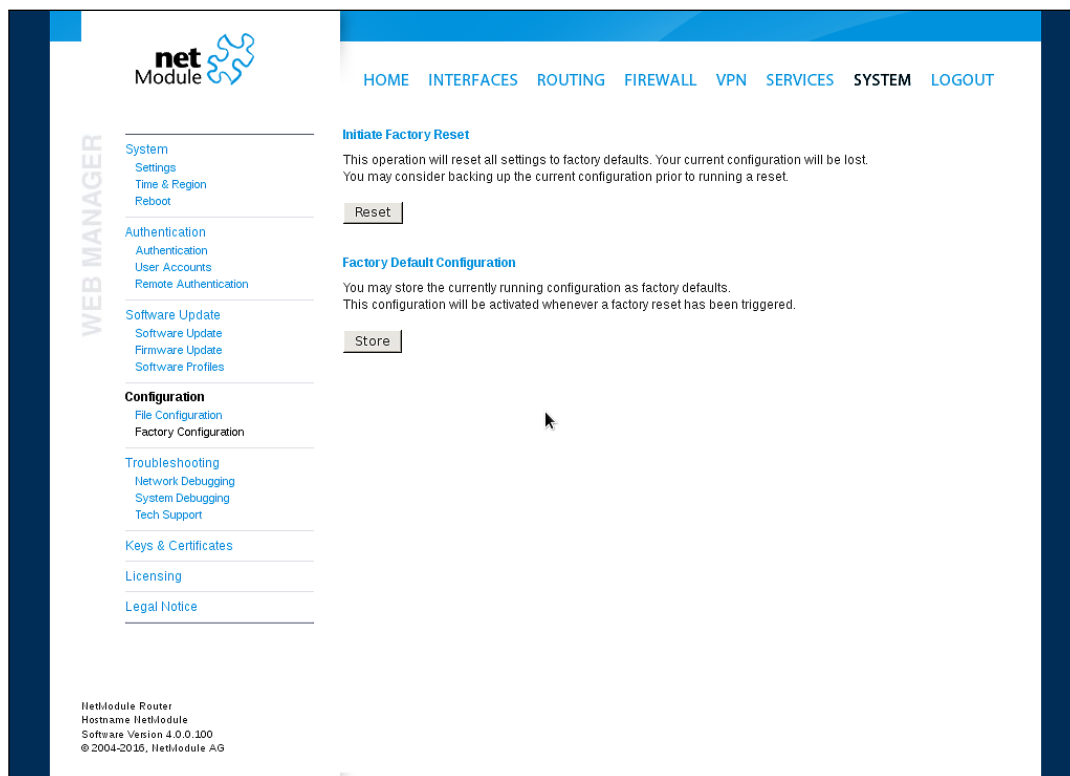 net
Module
HOME INTERFACES ROUTING FIREWALL VPN SERVICES SYSTEM LOGOUT
WEB MANAGER
System
Settings
Time & Region
Reboot
Authentication
Authentication
User Accounts
Remote Authentication
Software Update
Software Update
Firmware Update
Software Profiles
Configuration
File Configuration
Factory Configuration
Troubleshooting
Network Debugging
System Debugging
Tech Support
Keys & Certificates
Licensing
Legal Notice
Initiate Factory Reset
This operation will reset all settings to factory defaults. Your current configuration will be lost.
You may consider backing up the current configuration prior to running a reset.
Reset
Factory Default Configuration
You may store the currently running configuration as factory defaults.
This configuration will be activated whenever a factory reset has been triggered.
Store
NetModule Router
Hostname NetModule
Software Version 4.0.0.100
© 2004-2016, NetModule AG